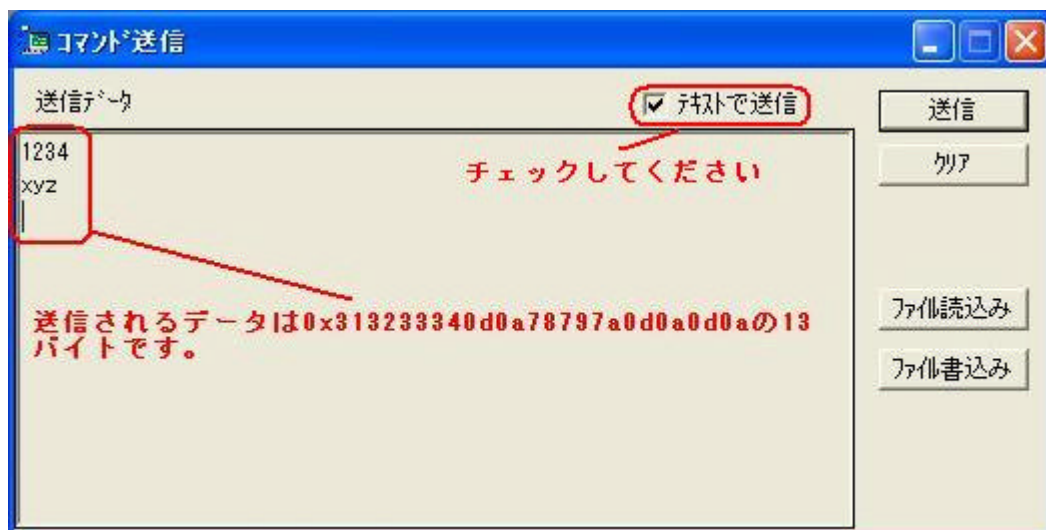 コマンド送信
送信データ
テキストで送信
送信
1234
チェックしてください
クリア
xyz
送信されるデータは0x313233340d0a78797a0d0a0d0aの13
バイトです。
ファイル読込み
ファイル書込み